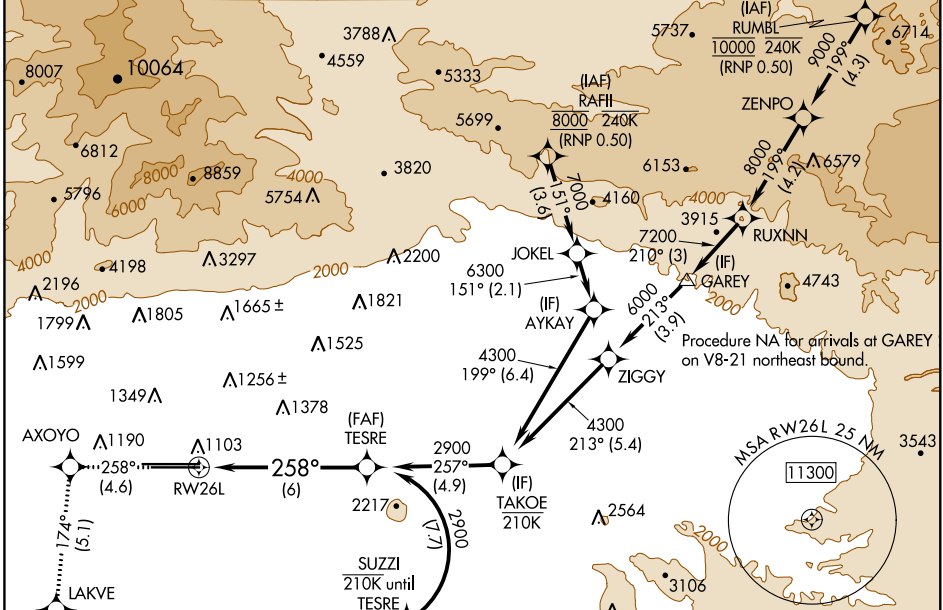 (IAF)
RUMBL
10000 240K
(RNP 0.50)
6714
5737
3788
4559
8007
10064
5333
9000
199°
(4.3)
(IAF)
RAFII
8000 240K
(RNP 0.50)
ZENPO
5699
6812
8859
8000
3820
6153
8000
199°
(4.2)
6579
5796
6000
5754
4000
7000
151°
(3.6)
4160
4000
3915
RUXNN
7200
210° (3)
4000
4198
3297
2000
2200
JOKEL
6300
151° (2.1)
(IF)
GAREY
4743
2196
2000
1799
1805
1665 ±
1821
(IF)
AYKAY
6000
213°
(3.9)
2000
Procedure NA for arrivals at GAREY
on V8-21 northeast bound.
1599
1525
4300
199° (6.4)
ZIGGY
1349
1256 ±
1378
4300
213° (5.4)
AXOYO
1190
1103
(FAF)
TESRE
2900
257°
(4.9)
MSA RW26L 25 NM
11300
3543
258°
(4.6)
RW26L
258°
(6)
(IF)
TAKOE
210K
2217
2900
(7.7)
2564
2000
174°
(5.1)
LAKVE
SUZZI
210K until
TESRE
3106